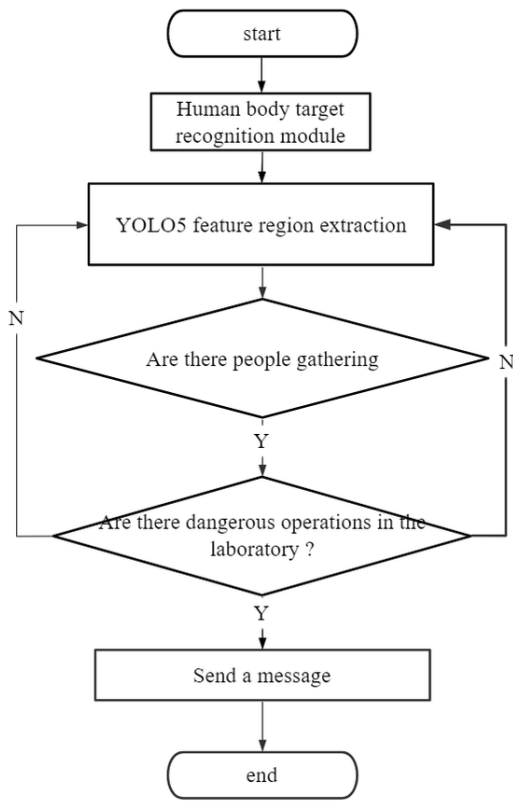 start
Human body target
recognition module
YOLO5 feature region extraction
N
Are there people gathering
N
Y
Are there dangerous operations in the
laboratory ?
Y
Send a message
end